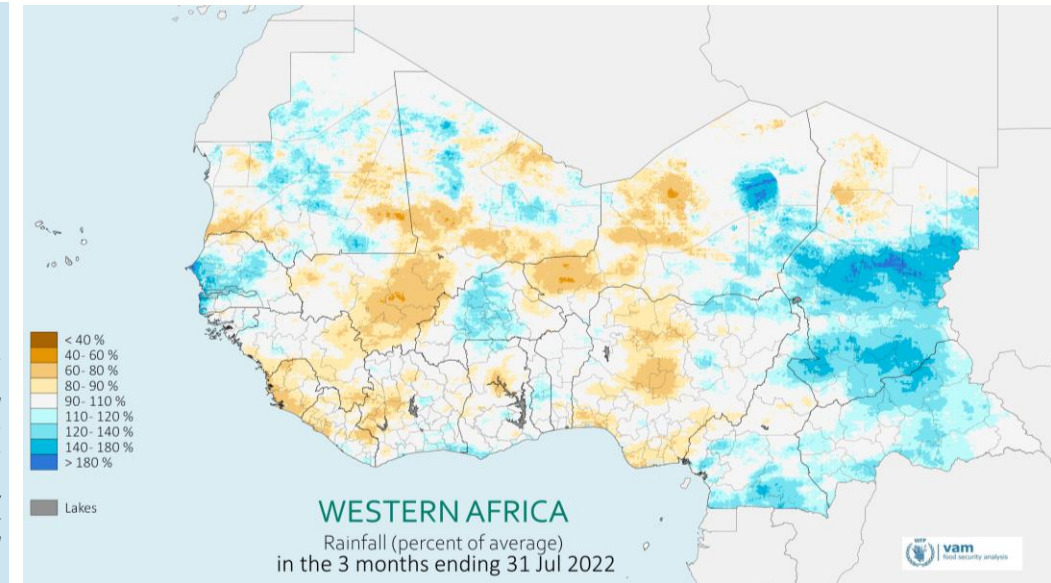 < 40 %
40- 60 %
60- 80 %
80- 90 %
90- 110 %
110- 120 %
120- 140 %
140- 180 %
> 180 %
Lakes
WESTERN AFRICA
Rainfall (percent of average)
in the 3 months ending 31 Jul 2022
WFP
vam
food security analysis